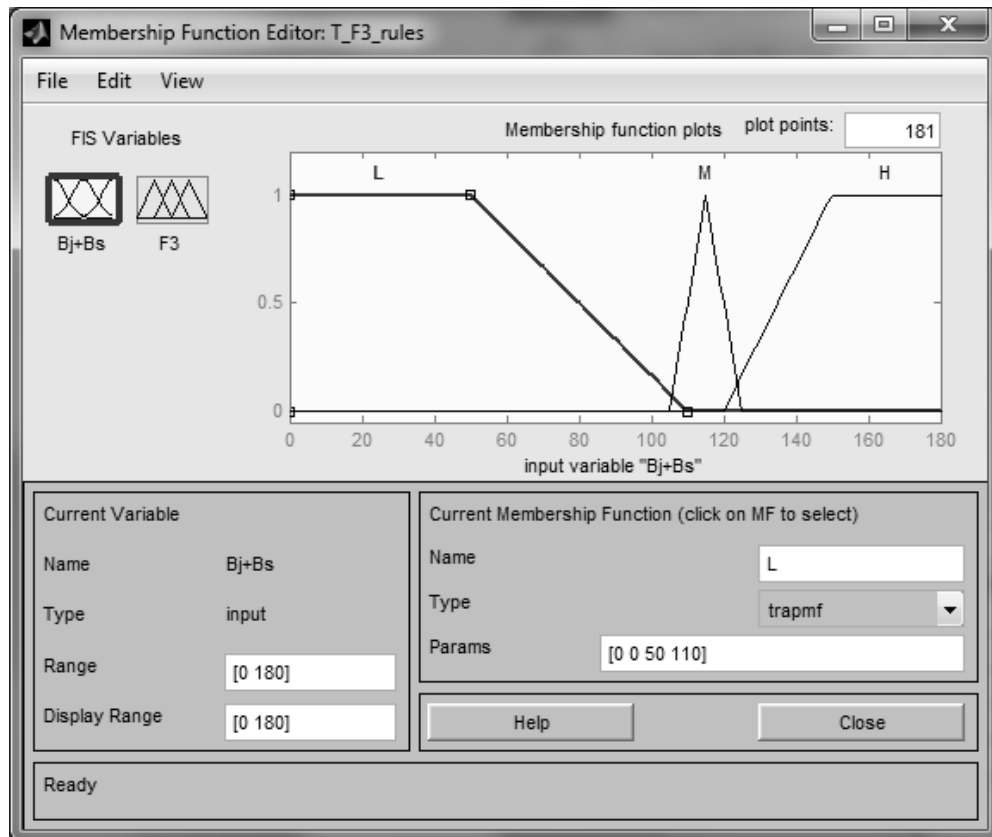 Membership Function Editor: T_F3_rules
File Edit View
FIS Variables
Bj+Bs
F3
Membership function plots
plot points:
181
L
M
H
1
0.5
0
0 20 40 60 80 100 120 140 160 180
input variable "Bj+Bs"
Current Variable
Name Bj+Bs
Type input
Range [0 180]
Display Range [0 180]
Current Membership Function (click on MF to select)
Name L
Type trapmf
Params [0 0 50 110]
Help
Close
Ready